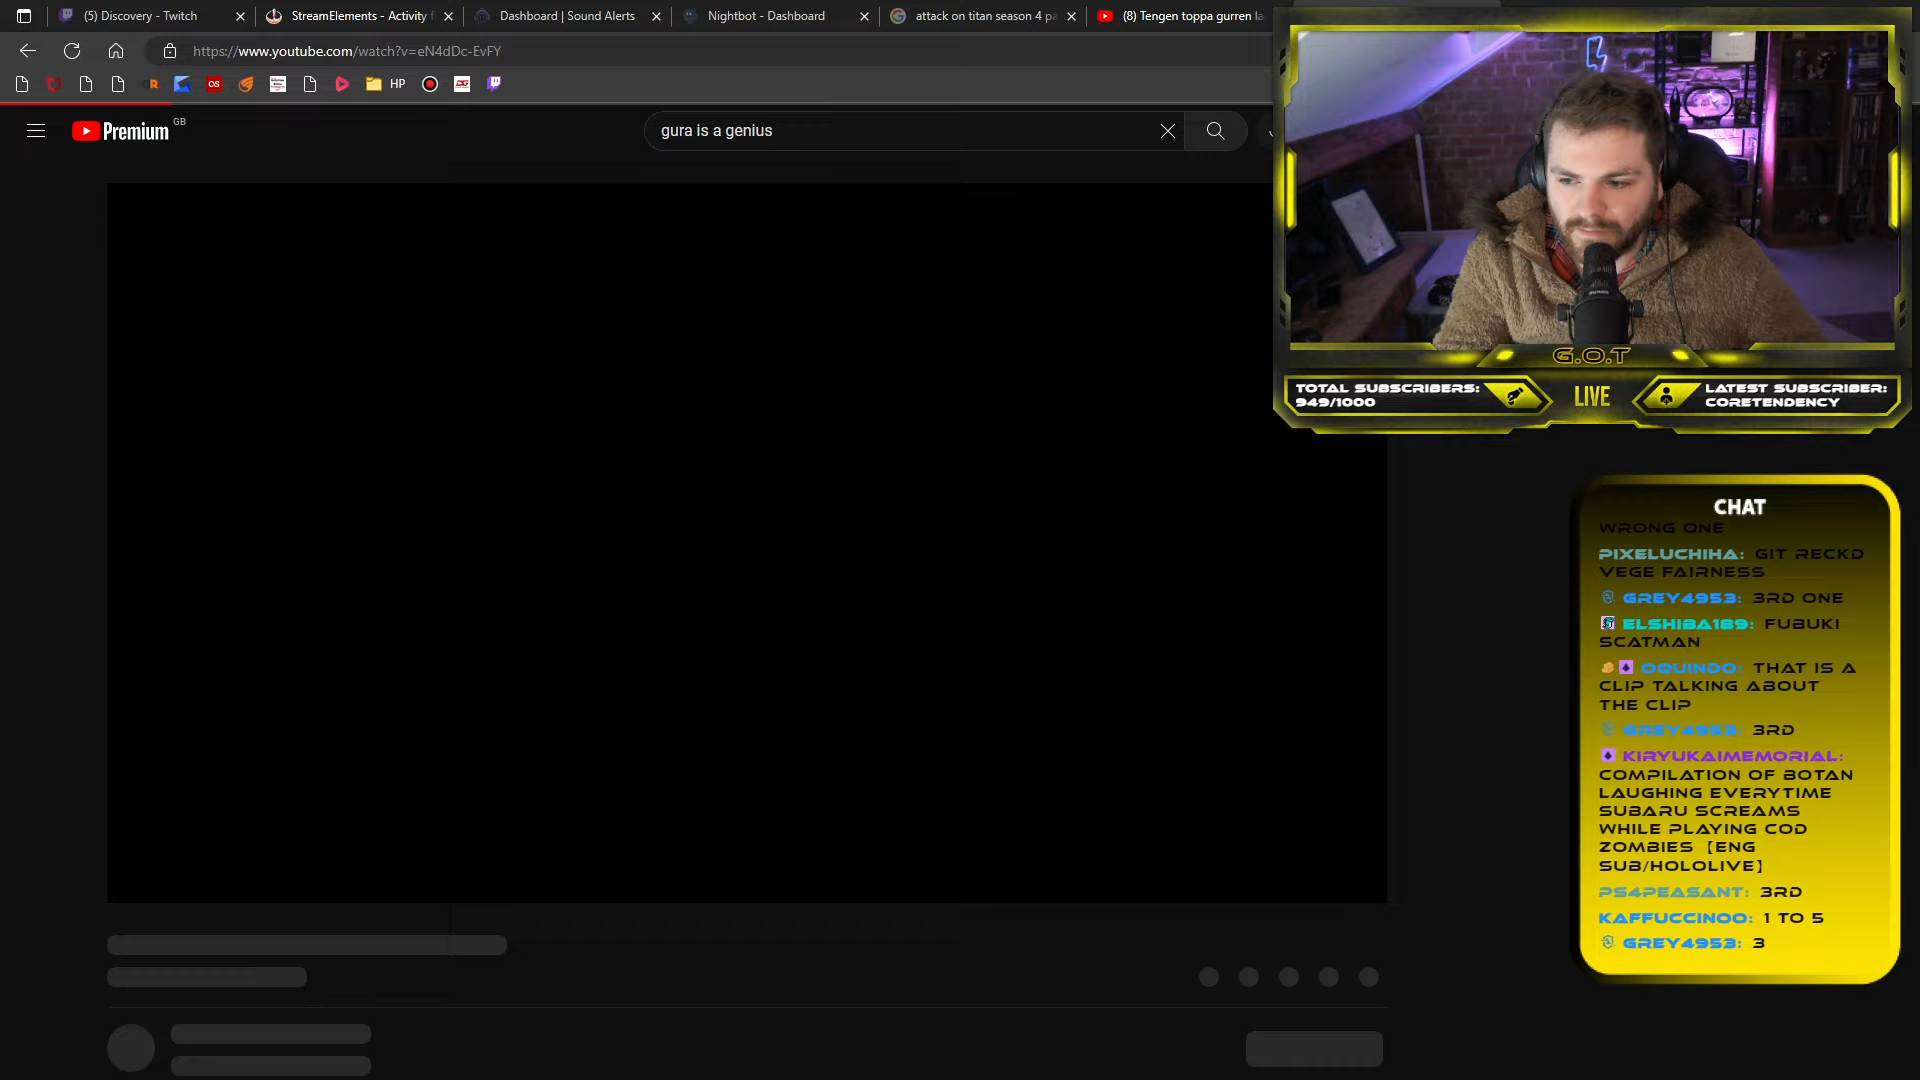 (5) Discovery - Twitch
StreamElements - Activity f
Dashboard | Sound Alerts
Nightbot - Dashboard
attack on titan season 4 pa
(8) Tengen toppa gurren la
https://www.youtube.com/watch?v=eN4dDc-EvFY
OS
HP
Premium GB
gura is a genius
G.O.T
TOTAL SUBSCRIBERS:
949/1000
LIVE
LATEST SUBSCRIBER:
CORETENDENCY
CHAT
WRONG ONE
PIXELUCHIHA: GIT RECKD
VEGE FAIRNESS
GREY4953: 3RD ONE
ELSHIBA189: FUBUKI
SCATMAN
OQUINDO: THAT IS A
CLIP TALKING ABOUT
THE CLIP
GREY4953: 3RD
KIRYUKAIMEMORIAL:
COMPILATION OF BOTAN
LAUGHING EVERYTIME
SUBARU SCREAMS
WHILE PLAYING COD
ZOMBIES【ENG
SUB/HOLOLIVE】
PS4PEASANT: 3RD
KAFFUCCINOO: 1 TO 5
GREY4953: 3